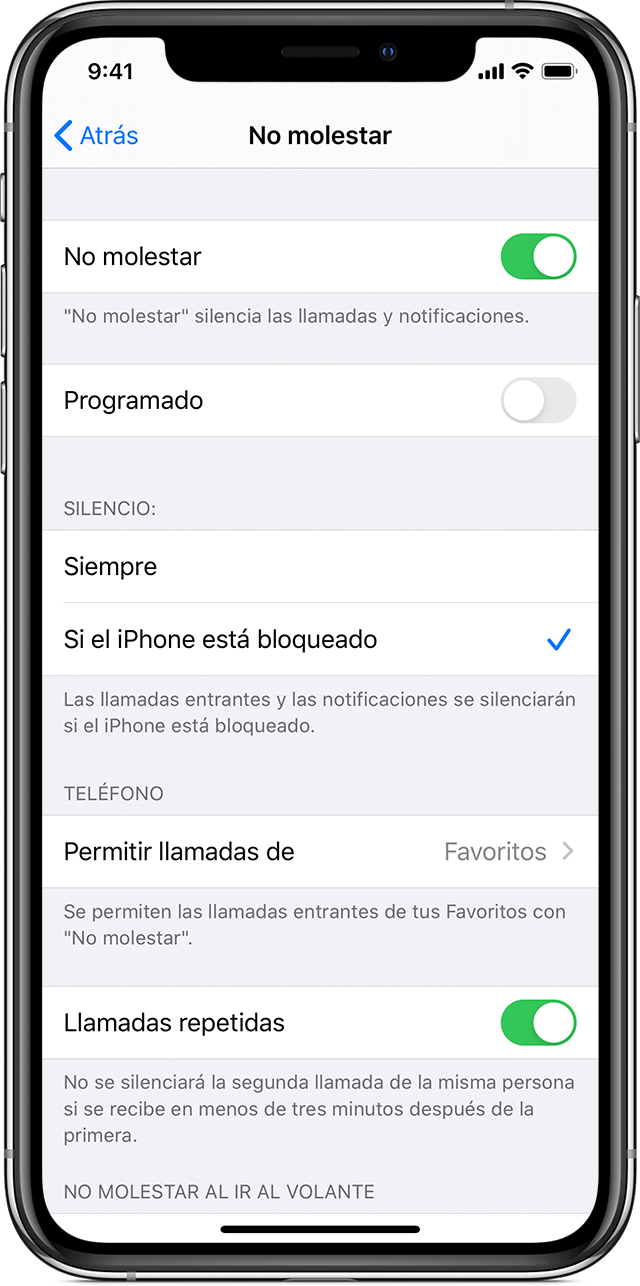 9:41
Atrás No molestar
No molestar
"No molestar" silencia las llamadas y notificaciones.
Programado
SILENCIO:
Siempre
Si el iPhone está bloqueado
Las llamadas entrantes y las notificaciones se silenciarán
si el iPhone está bloqueado.
TELÉFONO
Permitir llamadas de Favoritos
Se permiten las llamadas entrantes de tus Favoritos con
"No molestar".
Llamadas repetidas
No se silenciará la segunda llamada de la misma persona
si se recibe en menos de tres minutos después de la
primera.
NO MOLESTAR AL IR AL VOLANTE